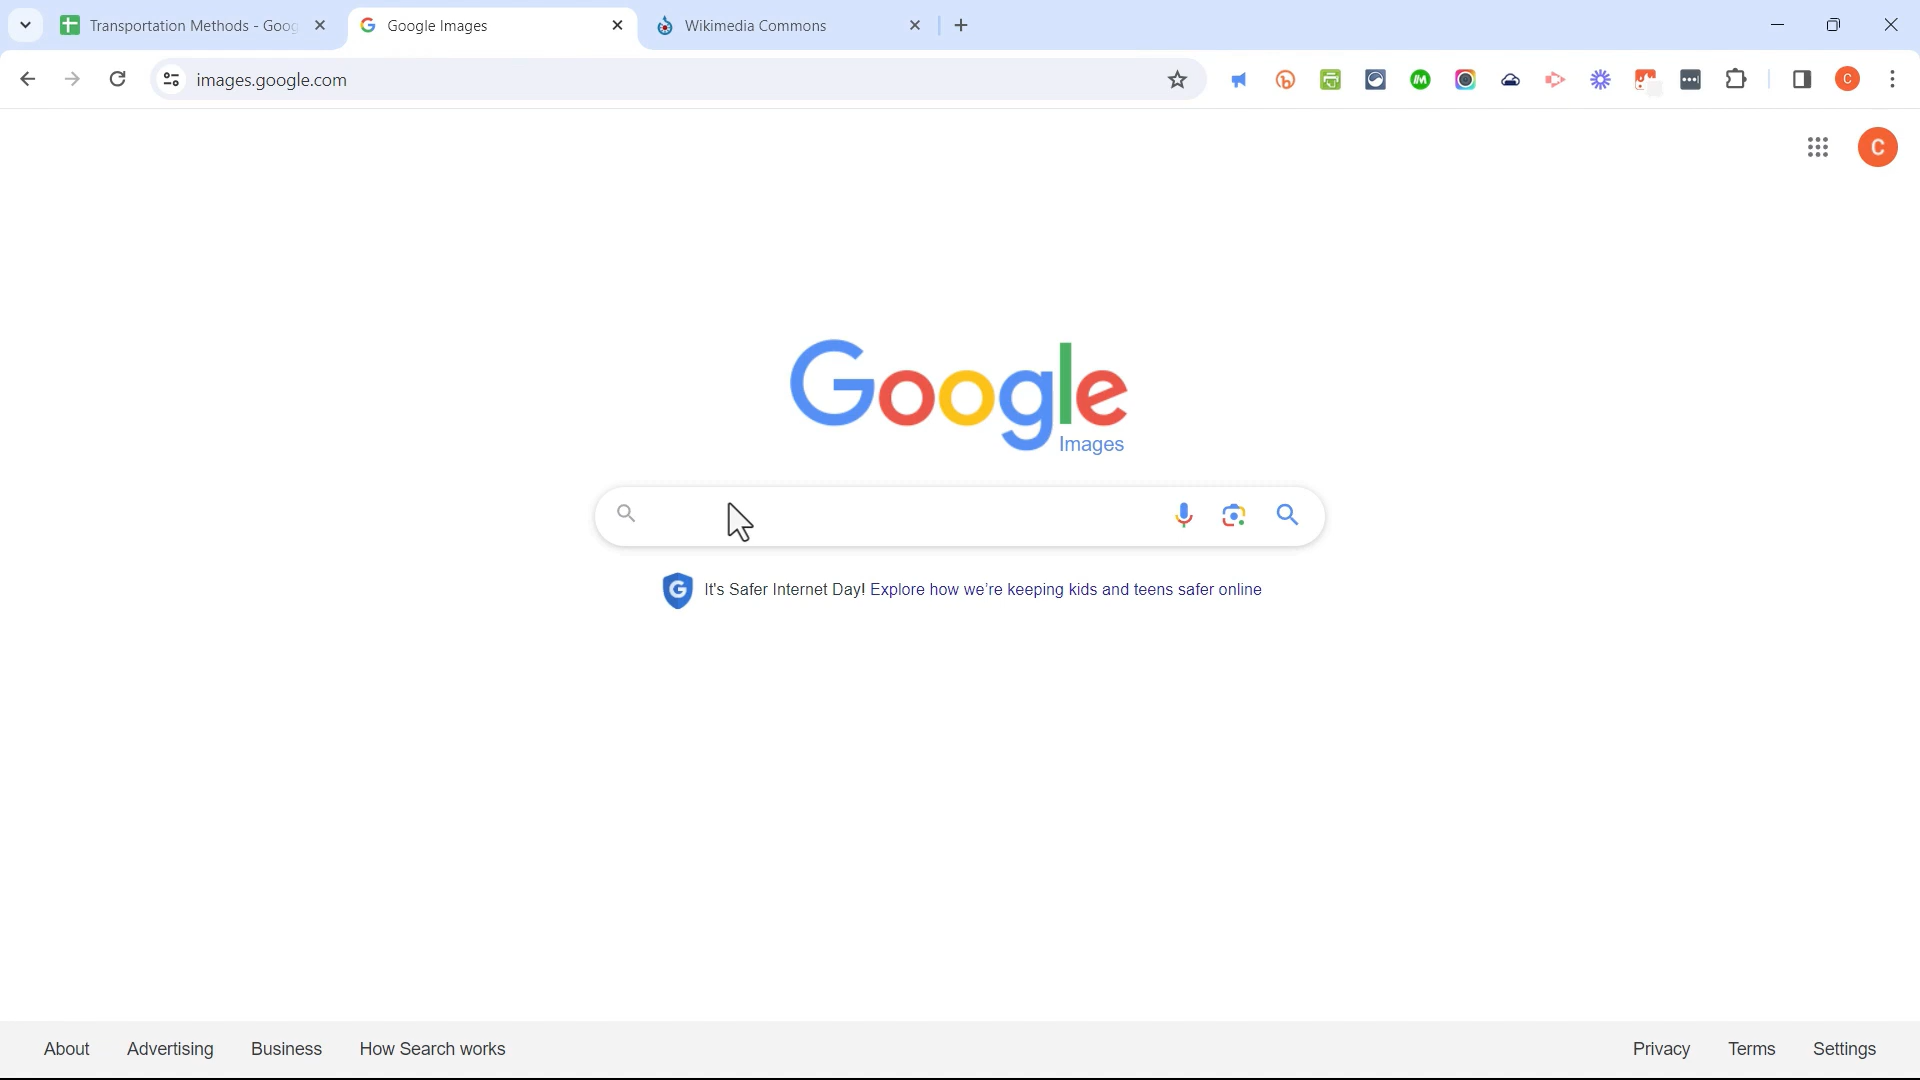 Transportation Methods - Goog
Google Images
Wikimedia Commons
images.google.com
C
C
Google
Images
It's Safer Internet Day! Explore how we're keeping kids and teens safer online
About Advertising Business How Search works Privacy Terms Settings